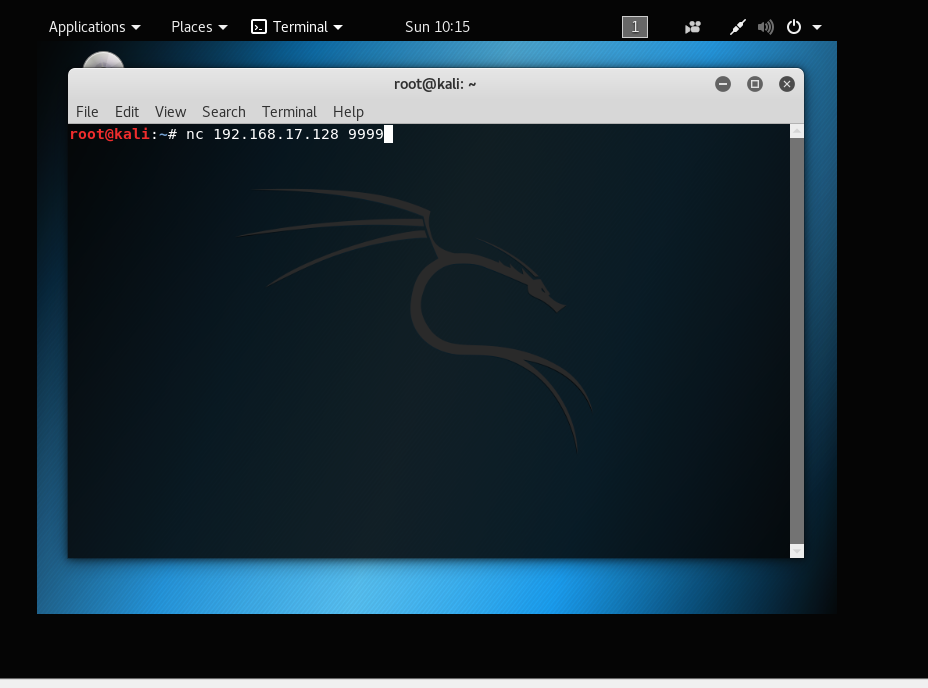 Applications Places Terminal Sun 10:15 1
root@kali: ~
File Edit View Search Terminal Help
root@kali:~# nc 192.168.17.128 9999